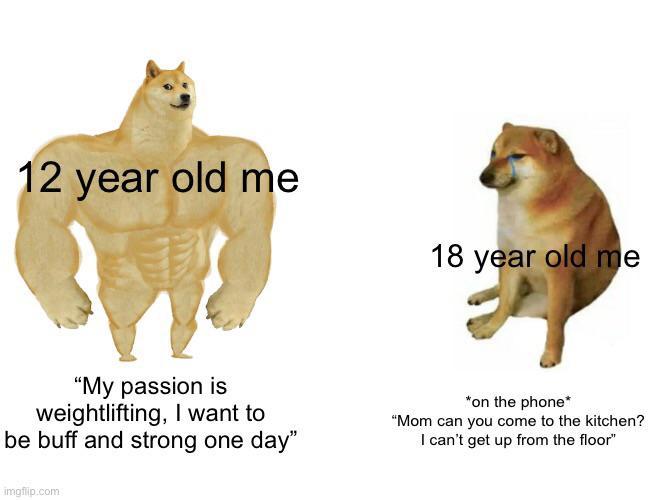 12 year old me
18 year old me
“My passion is
weightlifting, I want to
be buff and strong one day”
*on the phone*
“Mom can you come to the kitchen?
I can’t get up from the floor”
imgflip.com